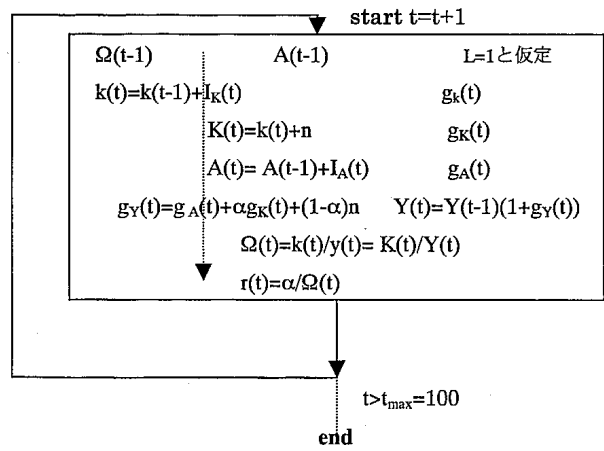 start t=t+1
Ω(t-1) A(t-1) L=1と仮定
k(t)=k(t-1)+I_K(t) g_k(t)
K(t)=k(t)+n g_K(t)
A(t)= A(t-1)+I_A(t) g_A(t)
g_Y(t)=g_A(t)+αg_K(t)+(1-α)n Y(t)=Y(t-1)(1+g_Y(t))
Ω(t)=k(t)/y(t)= K(t)/Y(t)
r(t)=α/Ω(t)
t>t_max=100
end